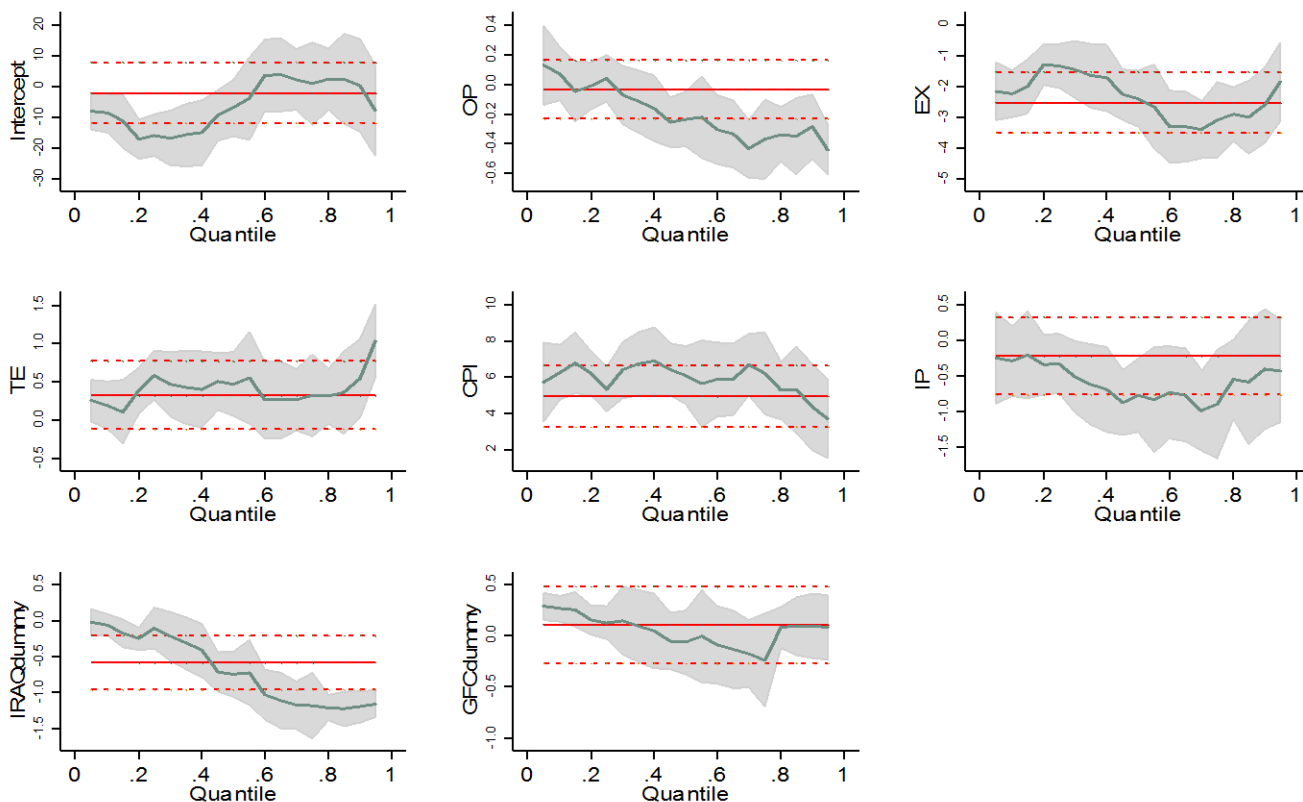 Intercept
20
10
0
-10
-20
-30
0 .2 .4 .6 .8 1
Quantile
OP
0.4
0.2
0.0
-0.2
-0.4
-0.6
0 .2 .4 .6 .8 1
Quantile
EX
0
-1
-2
-3
-4
-5
0 .2 .4 .6 .8 1
Quantile
TE
1.5
1.0
0.5
0.0
-0.5
0 .2 .4 .6 .8 1
Quantile
CPI
10
8
6
4
2
0 .2 .4 .6 .8 1
Quantile
IP
0.5
0.0
-0.5
-1.0
-1.5
0 .2 .4 .6 .8 1
Quantile
IRAQdummy
0.5
0.0
-0.5
-1.0
-1.5
0 .2 .4 .6 .8 1
Quantile
GFCdummy
0.5
0.0
-0.5
-1.0
0 .2 .4 .6 .8 1
Quantile